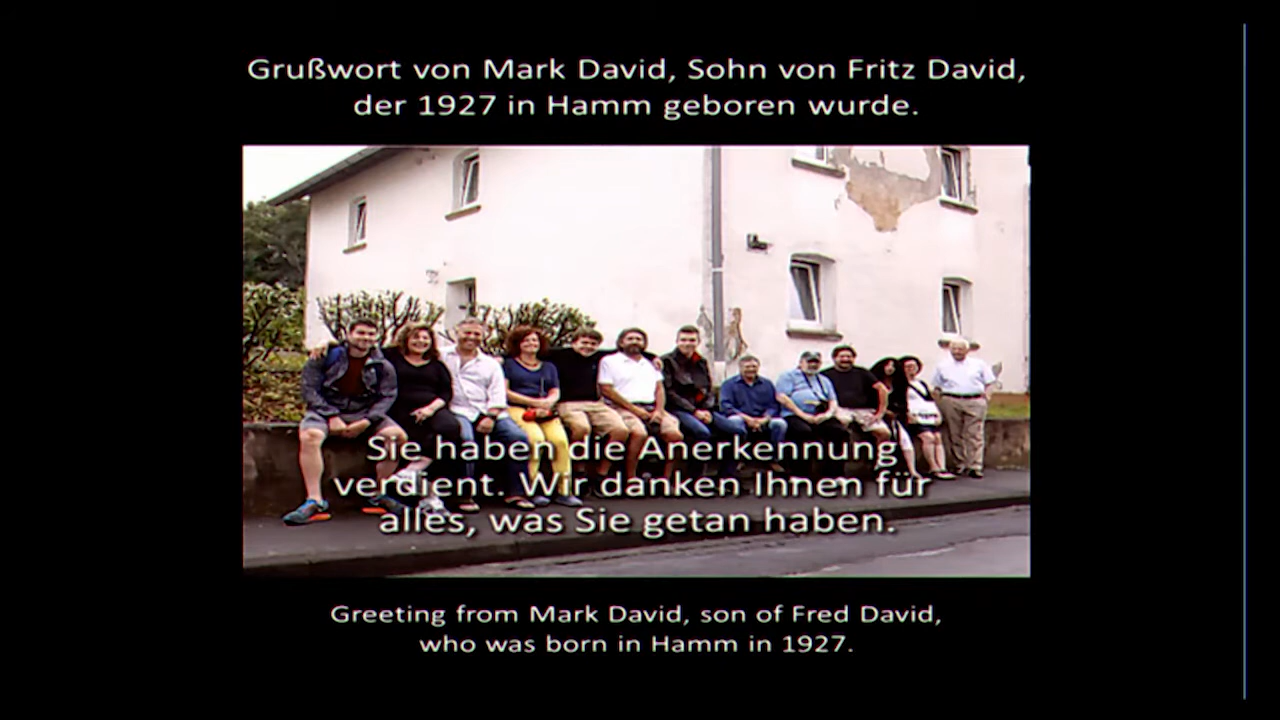 Grußwort von Mark David, Sohn von Fritz David,
der 1927 in Hamm geboren wurde.
Sie haben die Anerkennung
verdient. Wir danken Ihnen für
alles, was Sie getan haben.
Greeting from Mark David, son of Fred David,
who was born in Hamm in 1927.